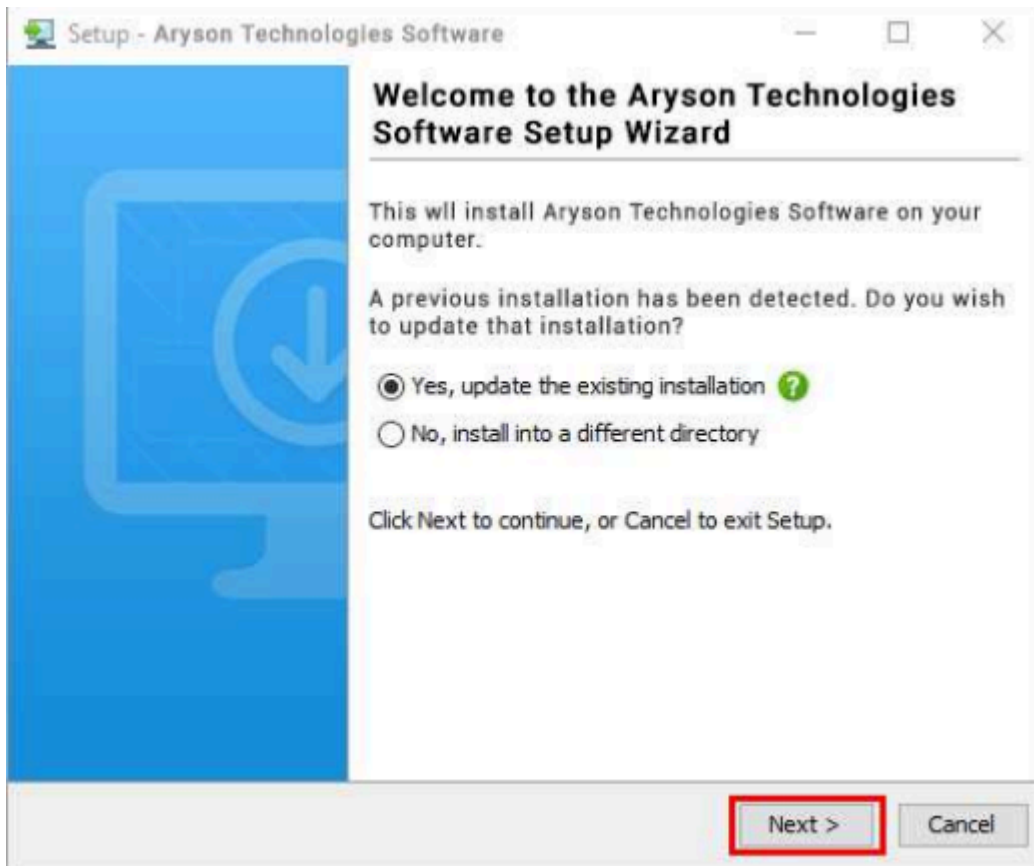 Setup - Aryson Technologies Software
Welcome to the Aryson Technologies
Software Setup Wizard
This wll install Aryson Technologies Software on your
computer.
A previous installation has been detected. Do you wish
to update that installation?
Yes, update the existing installation ?
No, install into a different directory
Click Next to continue, or Cancel to exit Setup.
Next >
Cancel